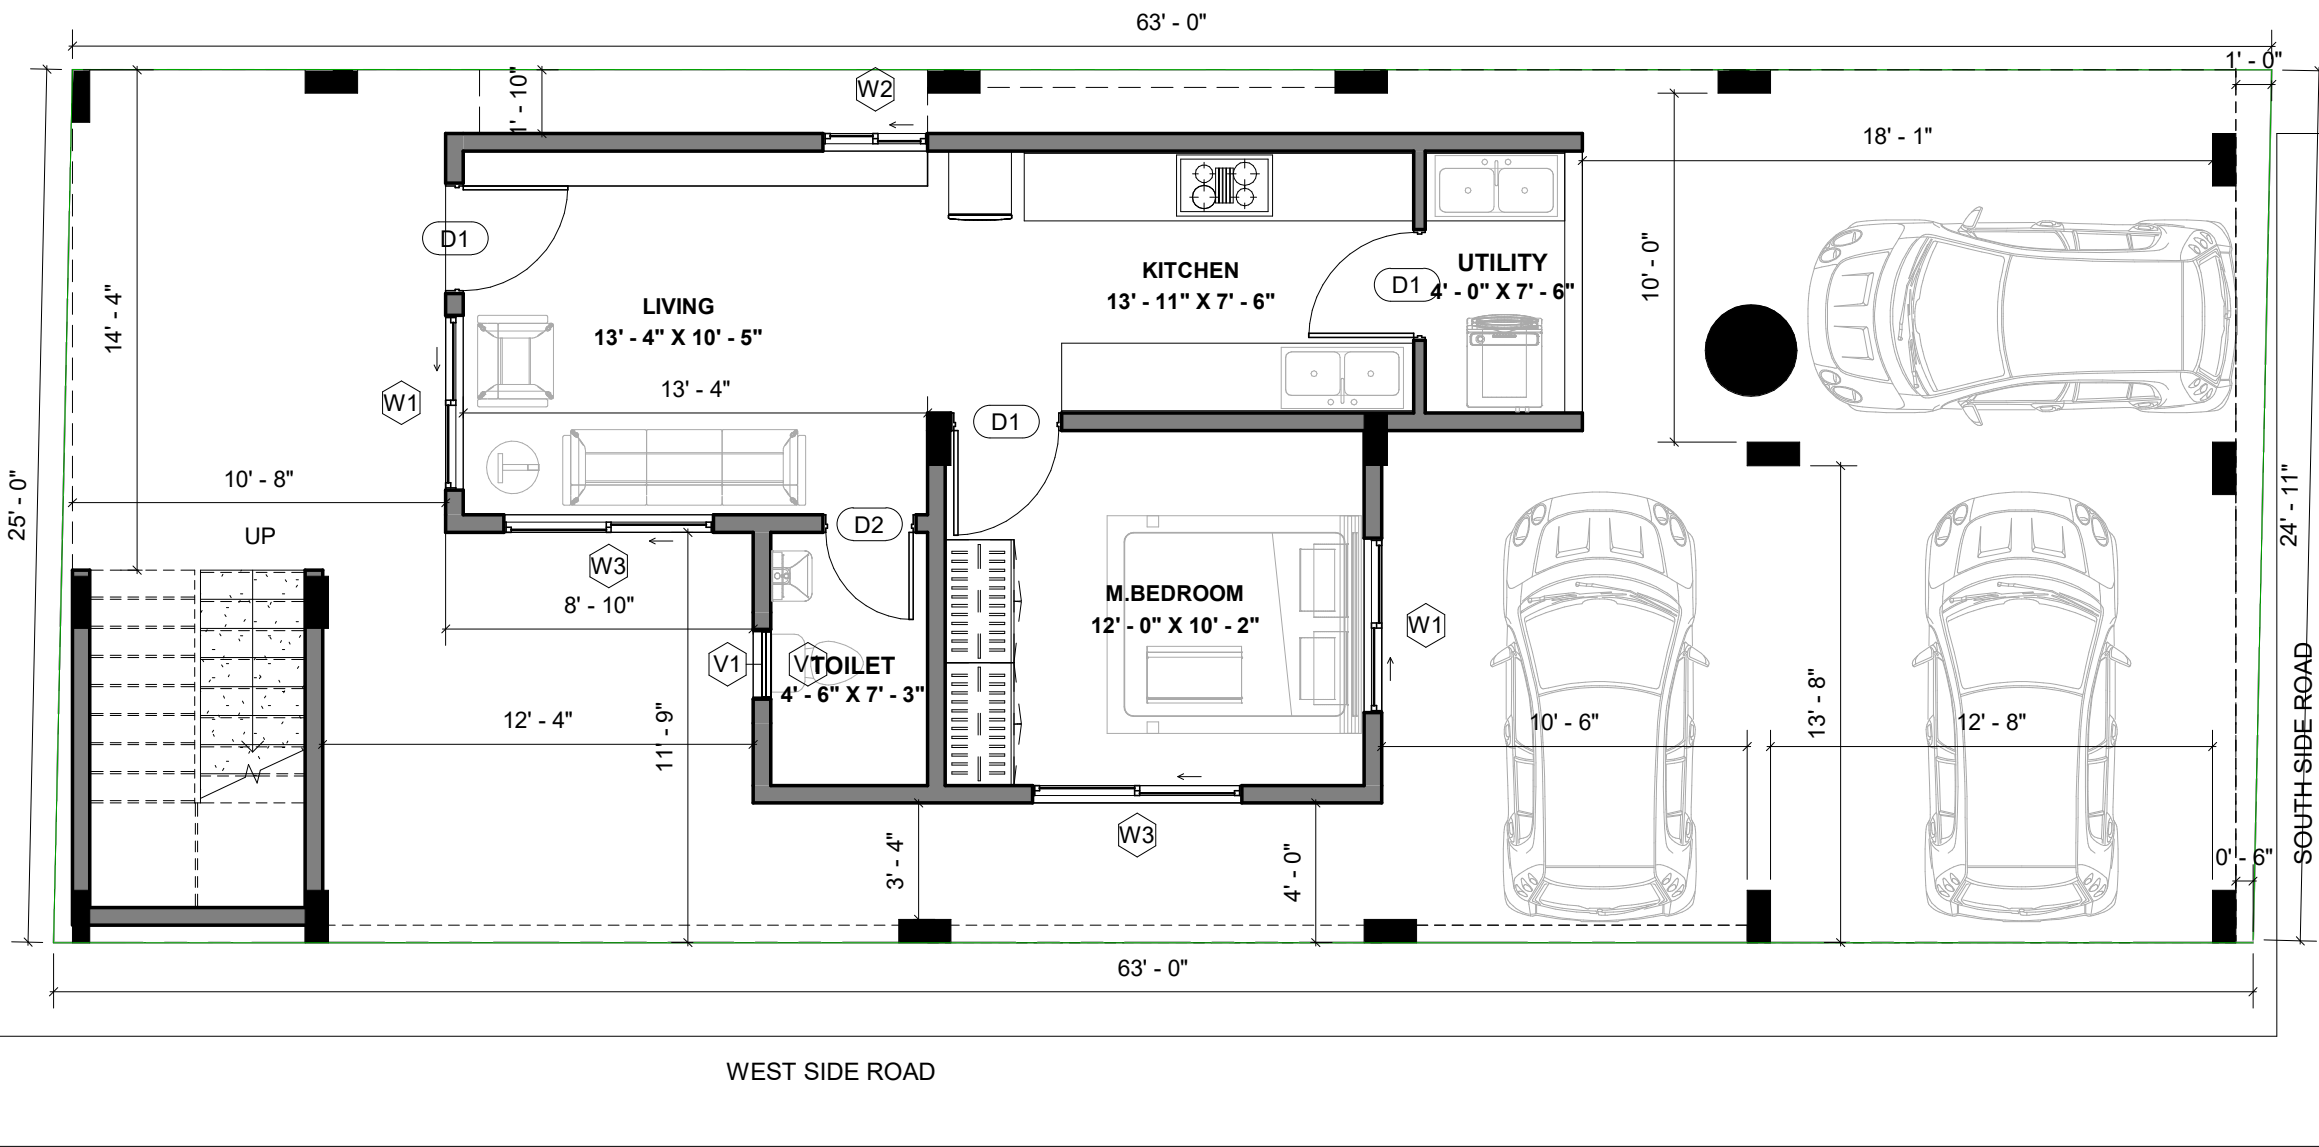 63' - 0"
1' - 0"
1' - 10"
W2
18' - 1"
D1
14' - 4"
10' - 0"
KITCHEN
13' - 11" X 7' - 6"
D1
UTILITY
4' - 0" X 7' - 6"
LIVING
13' - 4" X 10' - 5"
13' - 4"
W1
D1
10' - 8"
25' - 0"
24' - 11"
UP
D2
W3
8' - 10"
M.BEDROOM
12' - 0" X 10' - 2"
W1
V1
V1
TOILET
4' - 6" X 7' - 3"
12' - 4"
11' - 9"
10' - 6"
13' - 8"
12' - 8"
SOUTH SIDE ROAD
W3
3' - 4"
4' - 0"
0' - 6"
63' - 0"
WEST SIDE ROAD